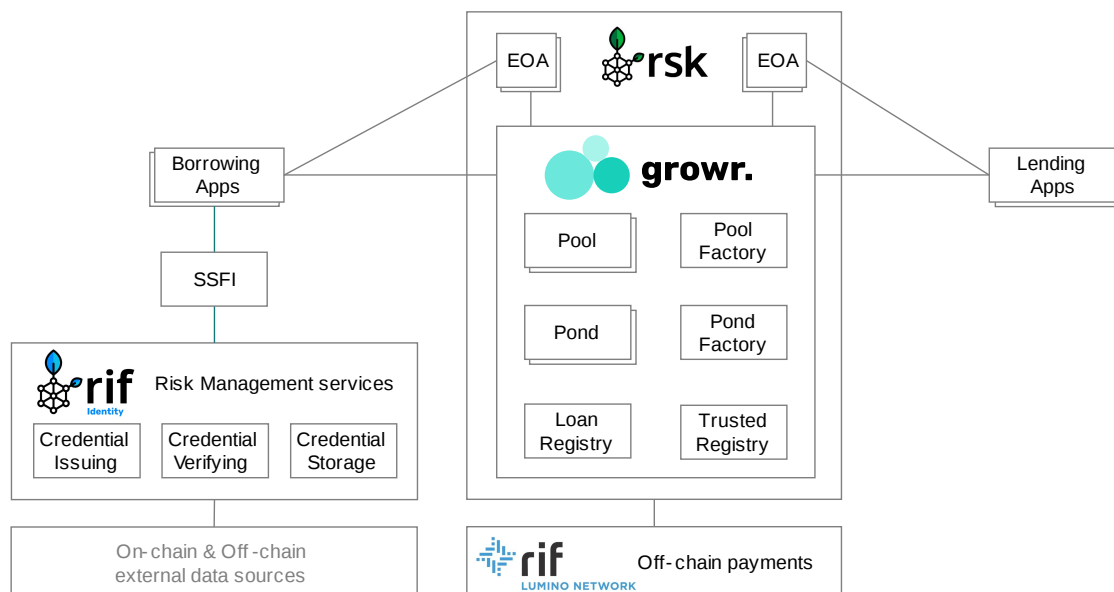 EOA
rsk
EOA
Borrowing
Apps
growr.
Lending
Apps
Pool
Pool
Factory
SSFI
Pond
Pond
Factory
rif
Identity
Risk Management services
Credential
Issuing
Credential
Verifying
Credential
Storage
Loan
Registry
Trusted
Registry
On-chain & Off-chain
external data sources
rif
LUMINO NETWORK
Off-chain payments